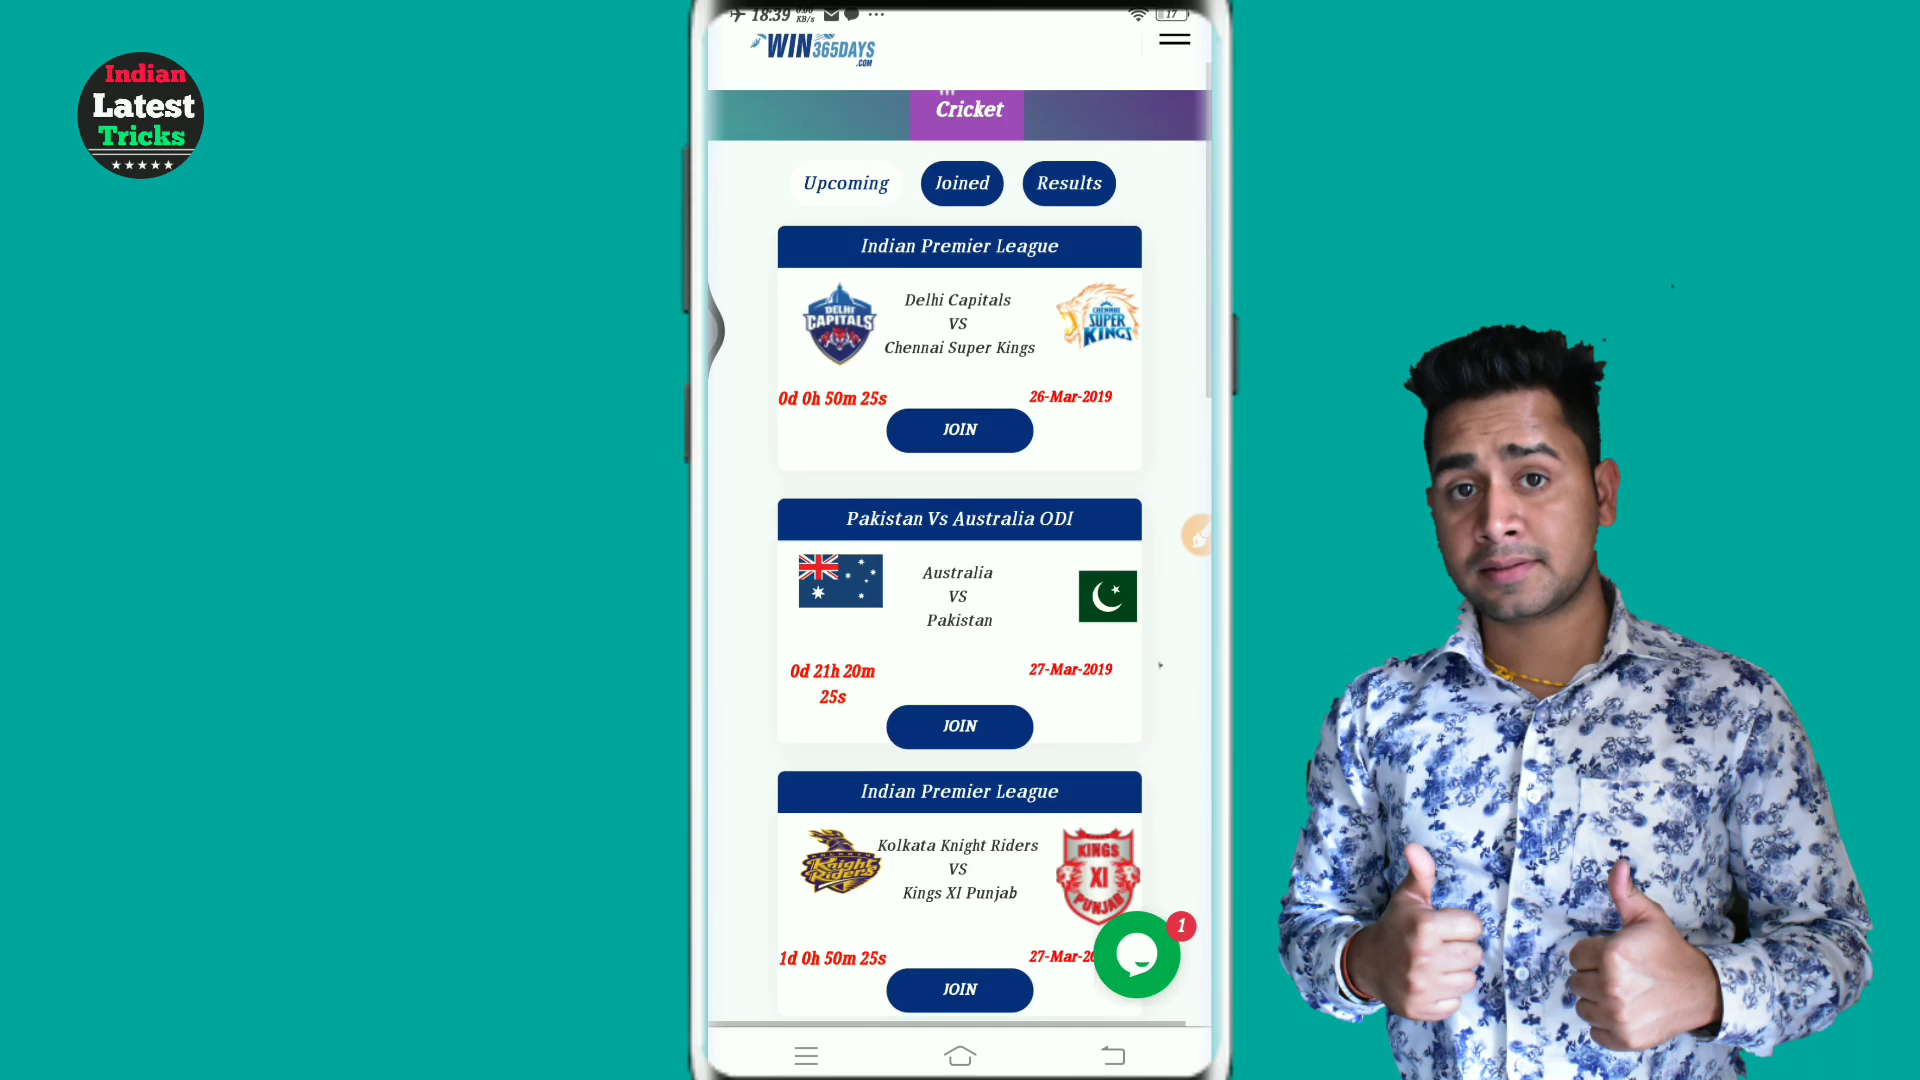 Indian
Latest
Tricks
18:39
KB/s
17
WIN365DAYS
.COM
Cricket
Upcoming
Joined
Results
Indian Premier League
DELHI
CAPITALS
Delhi Capitals
VS
Chennai Super Kings
CHENNAI
SUPER
KINGS
0d 0h 50m 25s
26-Mar-2019
JOIN
Pakistan Vs Australia ODI
Australia
VS
Pakistan
0d 21h 20m
25s
27-Mar-2019
JOIN
Indian Premier League
KOLKATA
Knight
Riders
Kolkata Knight Riders
VS
Kings XI Punjab
KINGS
XI
PUNJAB
1
1d 0h 50m 25s
27-Mar-20
JOIN